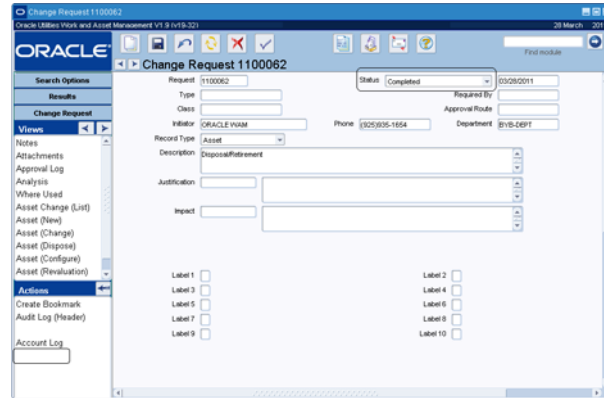 Change Request 1100062
Oracle Utilities Work and Asset Management V1.9 (v19-32)
28 March 201
ORACLE
Find module
Change Request 1100062
Search Options
Results
Change Request
Views
Notes
Attachments
Approval Log
Analysis
Where Used
Asset Change (List)
Asset (New)
Asset (Change)
Asset (Dispose)
Asset (Configure)
Asset (Revaluation)
Actions
Create Bookmark
Audit Log (Header)
Account Log
Request 1100062 Status Completed 03/28/2011
Type Required By
Class Approval Route
Initiator ORACLE WAM Phone (925)935-1654 Department BYB-DEPT
Record Type Asset
Description Disposal/Retirement
Justification
Impact
Label 1 Label 2
Label 3 Label 4
Label 5 Label 6
Label 7 Label 8
Label 9 Label 10